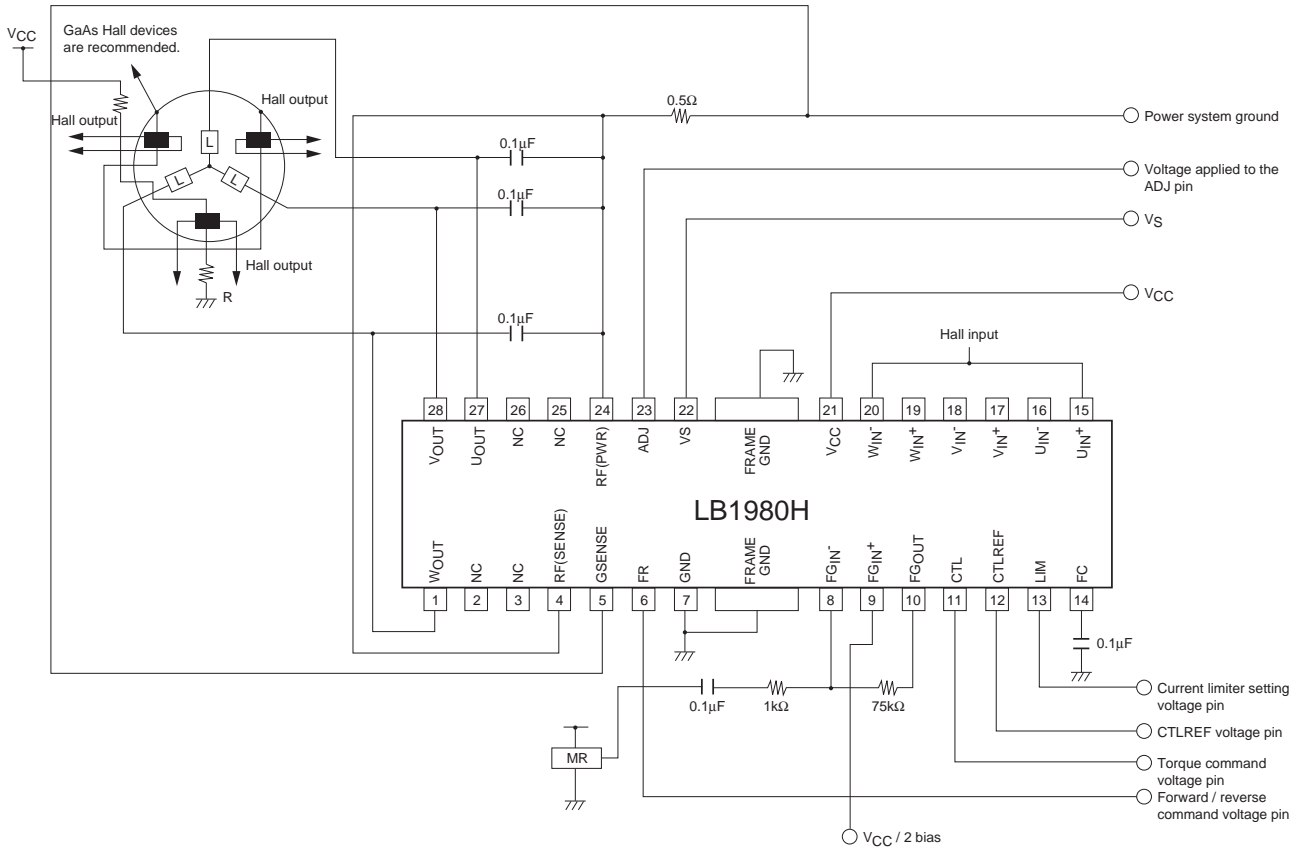 VCC
GaAs Hall devices
are recommended.
Hall output
Hall output
L
L
L
Hall output
R
0.5Ω
0.1μF
0.1μF
0.1μF
Power system ground
Voltage applied to the
ADJ pin
VS
VCC
Hall input
28 27 26 25 24 23 22 21 20 19 18 17 16 15
VOUT UOUT NC NC RF(PWR) ADJ VS FRAME GND VCC WIN- WIN+ VIN- VIN+ UIN- UIN+
LB1980H
WOUT NC NC RF(SENSE) GSENSE FR GND FRAME GND FGIN- FGIN+ FGOUT CTL CTLREF LIM FC
1 2 3 4 5 6 7 8 9 10 11 12 13 14
0.1μF
0.1μF 1kΩ 75kΩ
MR
VCC / 2 bias
Current limiter setting
voltage pin
CTLREF voltage pin
Torque command
voltage pin
Forward / reverse
command voltage pin